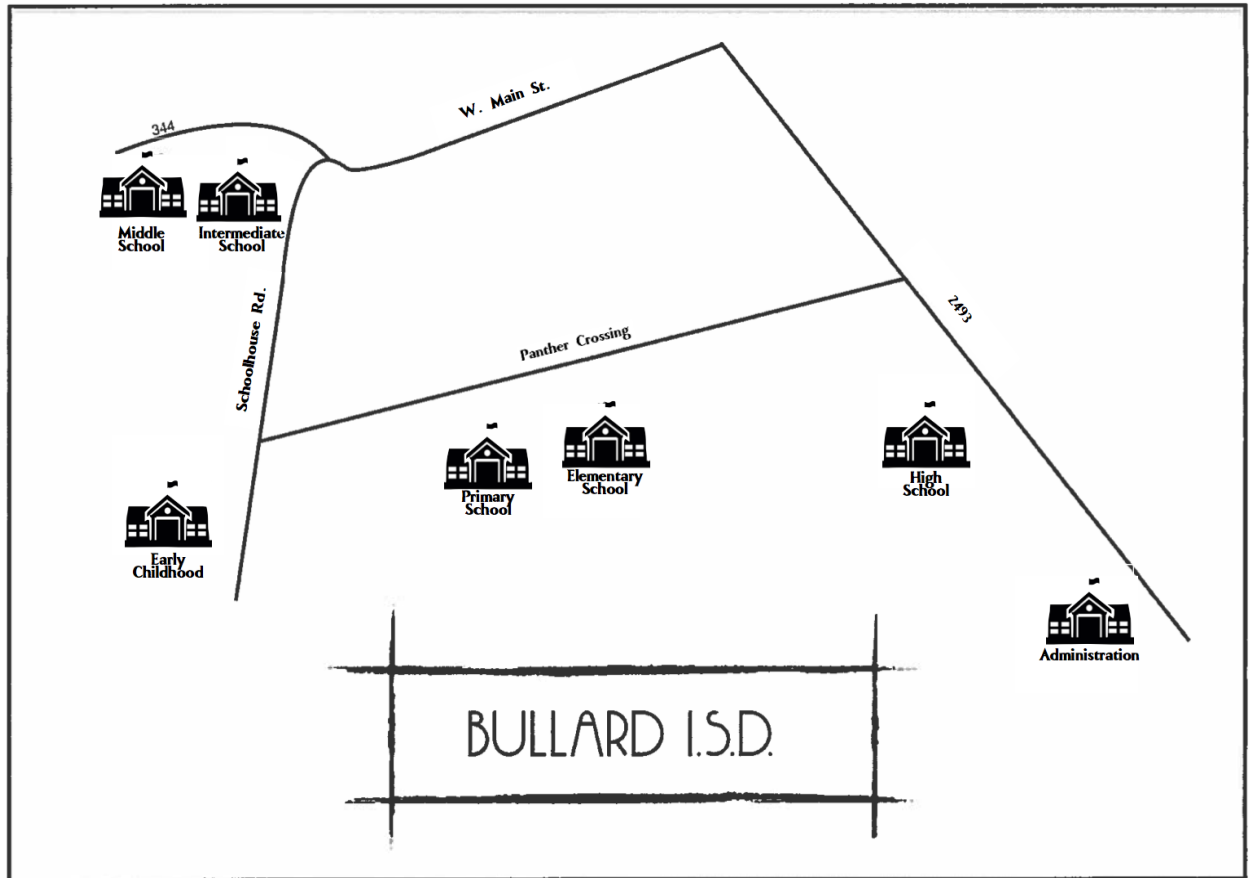 W. Main St.
344
Middle
School
Intermediate
School
Schoolhouse Rd.
2493
Panther Crossing
Primary
School
Elementary
School
High
School
Early
Childhood
Administration
BULLARD I.S.D.